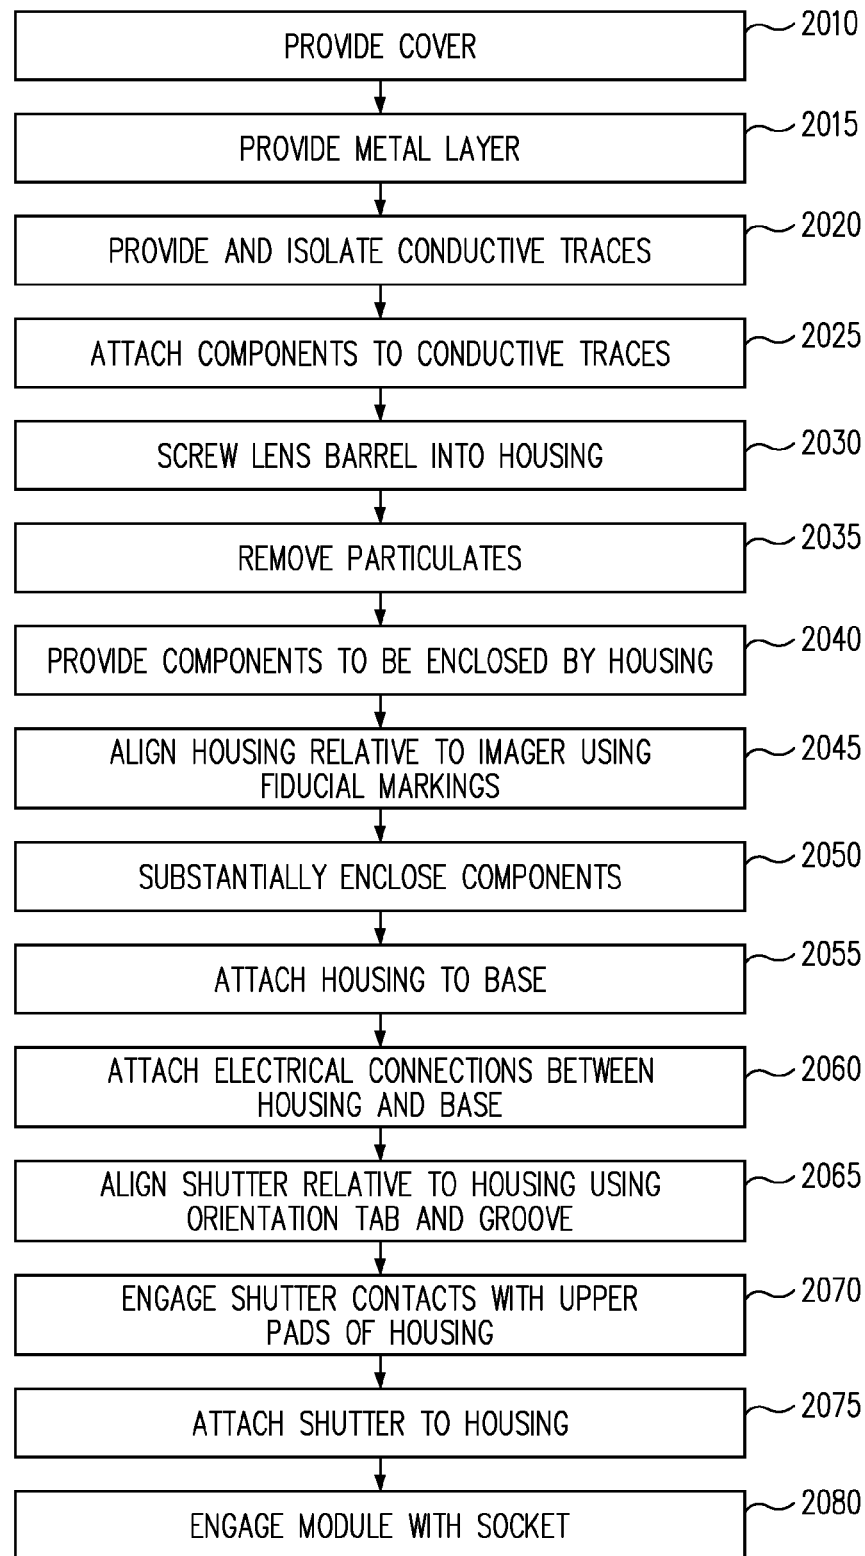 PROVIDE COVER
2010
PROVIDE METAL LAYER
2015
PROVIDE AND ISOLATE CONDUCTIVE TRACES
2020
ATTACH COMPONENTS TO CONDUCTIVE TRACES
2025
SCREW LENS BARREL INTO HOUSING
2030
REMOVE PARTICULATES
2035
PROVIDE COMPONENTS TO BE ENCLOSED BY HOUSING
2040
ALIGN HOUSING RELATIVE TO IMAGER USING
FIDUCIAL MARKINGS
2045
SUBSTANTIALLY ENCLOSE COMPONENTS
2050
ATTACH HOUSING TO BASE
2055
ATTACH ELECTRICAL CONNECTIONS BETWEEN
HOUSING AND BASE
2060
ALIGN SHUTTER RELATIVE TO HOUSING USING
ORIENTATION TAB AND GROOVE
2065
ENGAGE SHUTTER CONTACTS WITH UPPER
PADS OF HOUSING
2070
ATTACH SHUTTER TO HOUSING
2075
ENGAGE MODULE WITH SOCKET
2080